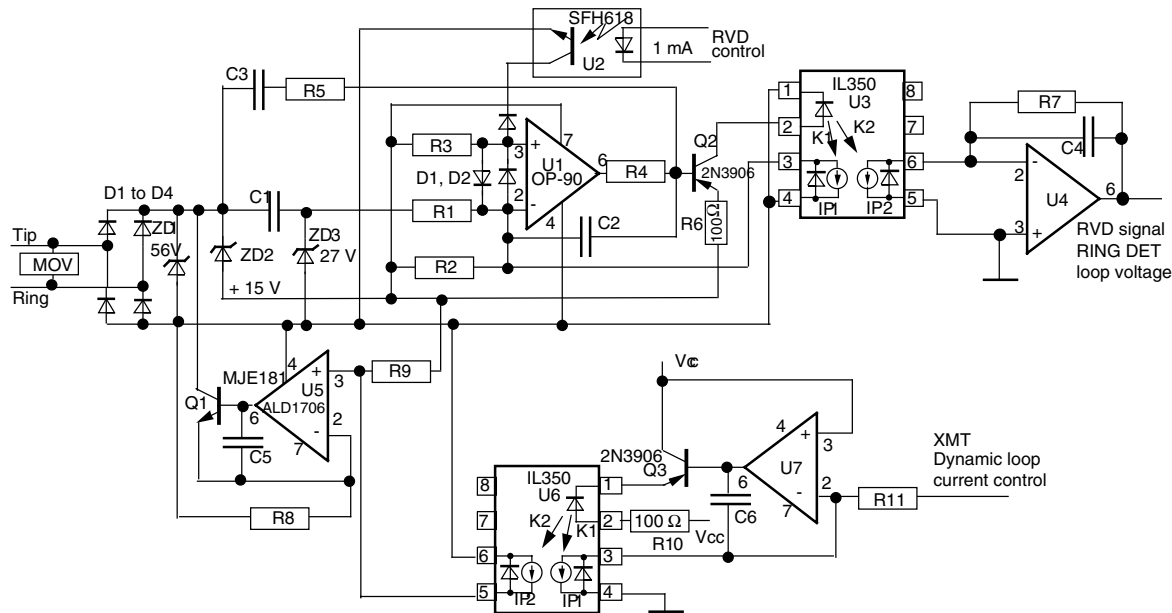 SFH618
RVD
control
1 mA
U2
C3
R5
IL350
U3
1
2
3
4
8
7
6
5
K1
K2
IP1
IP2
R7
C4
2
3
-
+
6
U4
RVD signal
RING DET
loop voltage
R3
D1, D2
R1
R2
3
+
2
-
7
U1
OP-90
6
4
R4
Q2
2N3906
R6
100Ω
C2
D1 to D4
C1
Tip
MOV
Ring
ZD1
56V
ZD2
ZD3
27 V
+ 15 V
MJE181
Q1
4
+
3
U5
ALD1706
6
2
-
7
C5
R9
R8
Vcc
2N3906
Q3
4
+
3
U7
6
2
-
7
C6
R11
XMT
Dynamic loop
current control
IL350
U6
8
7
6
5
1
2
3
4
K2
K1
IP2
IP1
100 Ω
R10
Vcc